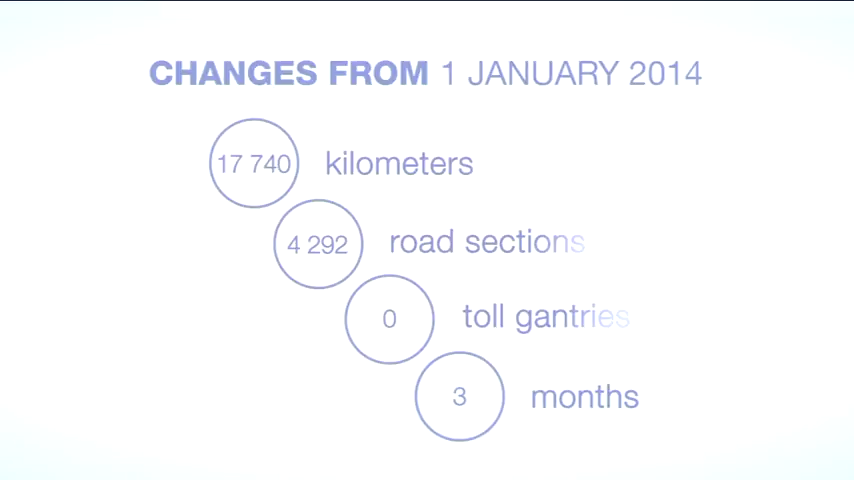 CHANGES FROM 1 JANUARY 2014
17 740 kilometers
4 292 road sections
0 toll gantries
3 months